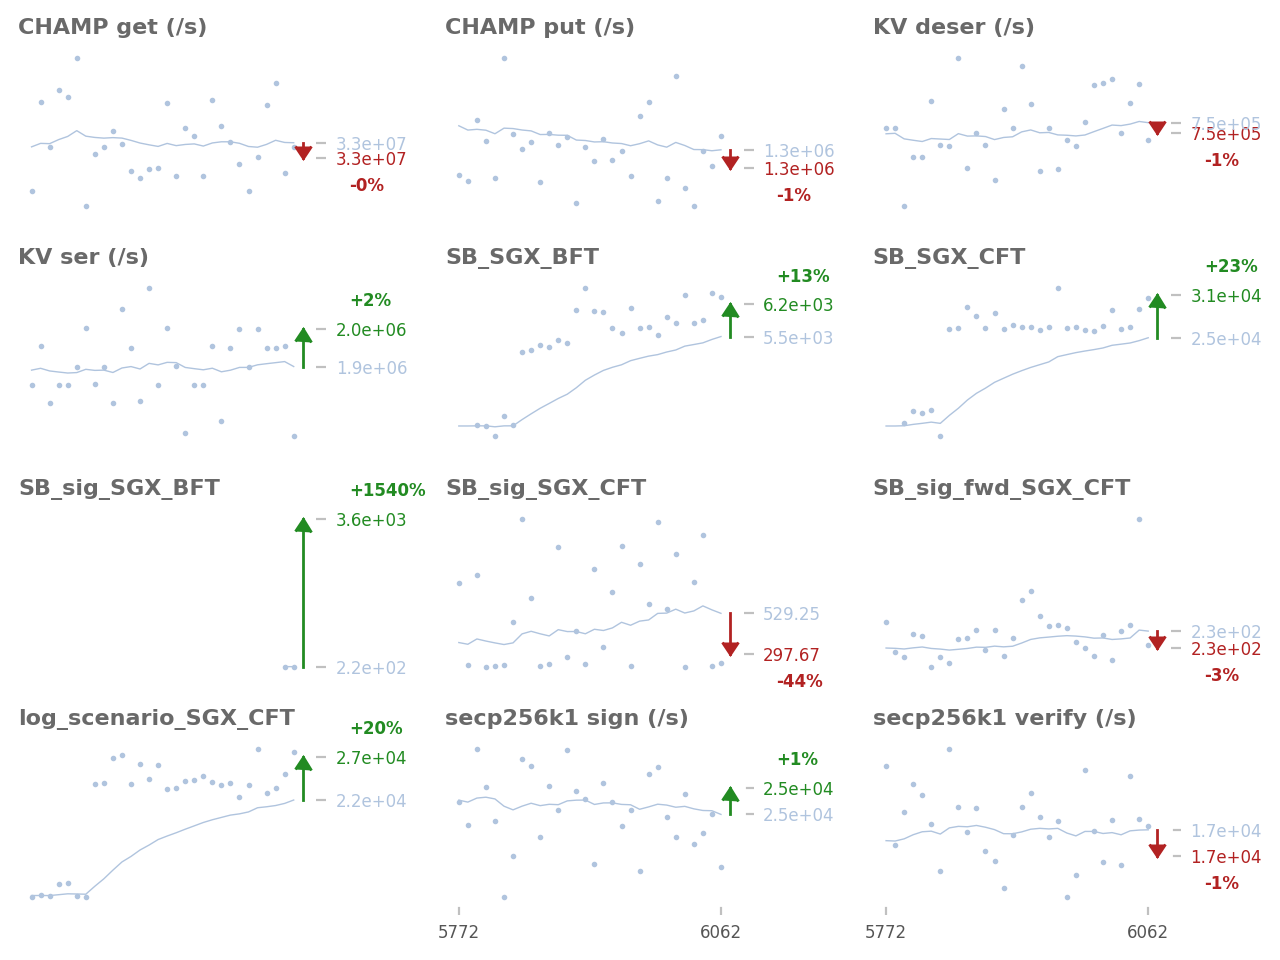 CHAMP get (/s)
3.3e+07
3.3e+07
-0%
CHAMP put (/s)
1.3e+06
1.3e+06
-1%
KV deser (/s)
7.5e+05
7.5e+05
-1%
KV ser (/s)
+2%
2.0e+06
1.9e+06
SB_SGX_BFT
+13%
6.2e+03
5.5e+03
SB_SGX_CFT
+23%
3.1e+04
2.5e+04
SB_sig_SGX_BFT
+1540%
3.6e+03
2.2e+02
SB_sig_SGX_CFT
529.25
297.67
-44%
SB_sig_fwd_SGX_CFT
2.3e+02
2.3e+02
-3%
log_scenario_SGX_CFT
+20%
2.7e+04
2.2e+04
secp256k1 sign (/s)
+1%
2.5e+04
2.5e+04
5772
6062
secp256k1 verify (/s)
1.7e+04
1.7e+04
-1%
5772
6062